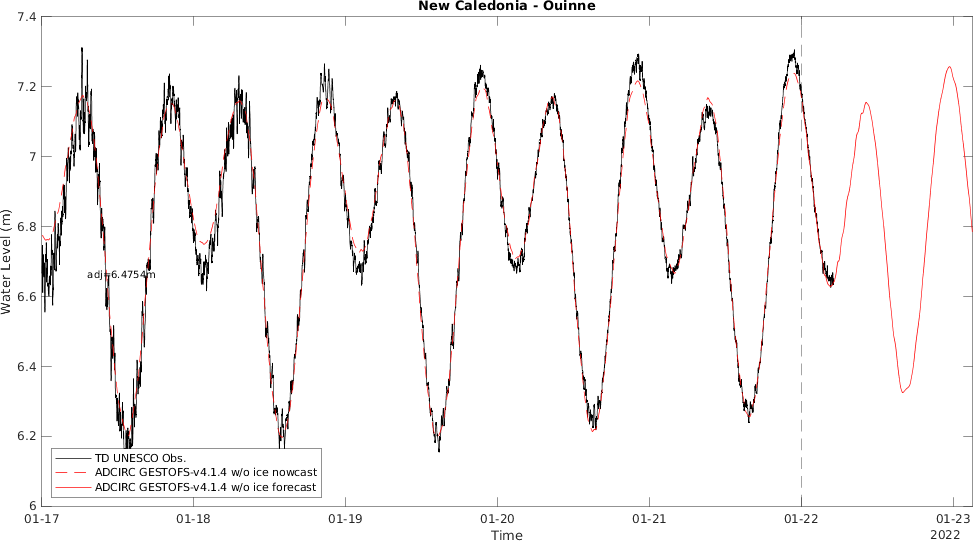 New Caledonia - Ouinne
7.4
7.2
7
6.8
6.6
6.4
6.2
6
Water Level (m)
adj=6.4754m
TD UNESCO Obs.
ADCIRC GESTOFS-v4.1.4 w/o ice nowcast
ADCIRC GESTOFS-v4.1.4 w/o ice forecast
01-17 01-18 01-19 01-20 01-21 01-22 01-23
Time
2022